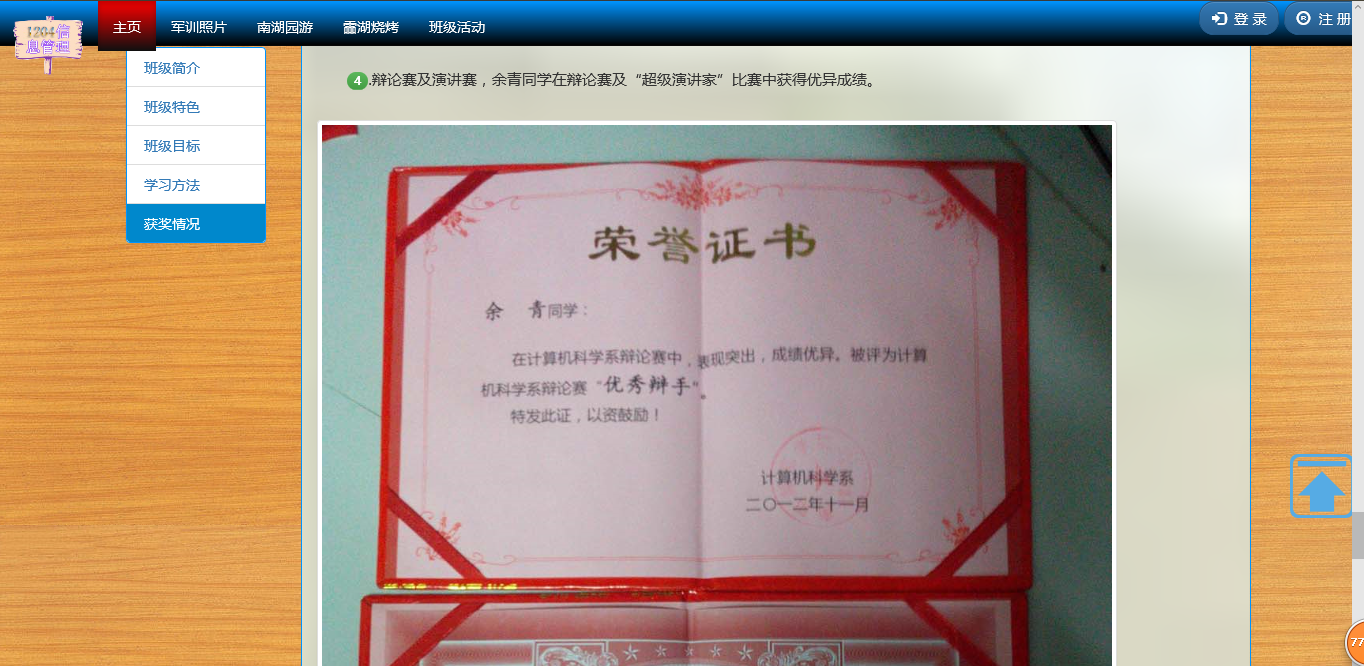 1204信
息管理
主页
军训照片
南湖园游
霭湖烧烤
班级活动
登 录
注 册
班级简介
班级特色
班级目标
学习方法
获奖情况
4.辩论赛及演讲赛，余青同学在辩论赛及“超级演讲家”比赛中获得优异成绩。
荣誉证书
余 青同学：
在计算机科学系辩论赛中，表现突出，成绩优异。被评为计算
机科学系辩论赛“优秀辩手”。
特发此证，以资鼓励！
计算机科学系
二〇一二年十一月
77